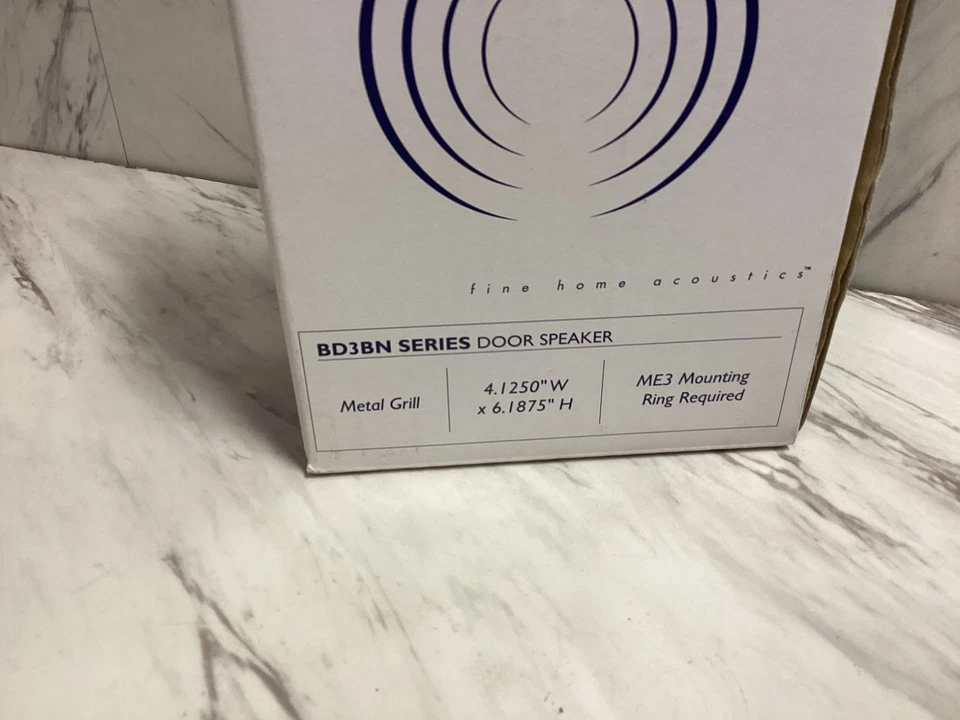 fine home acoustics™
BD3BN SERIES DOOR SPEAKER
Metal Grill
4.1250" W
x 6.1875" H
ME3 Mounting
Ring Required